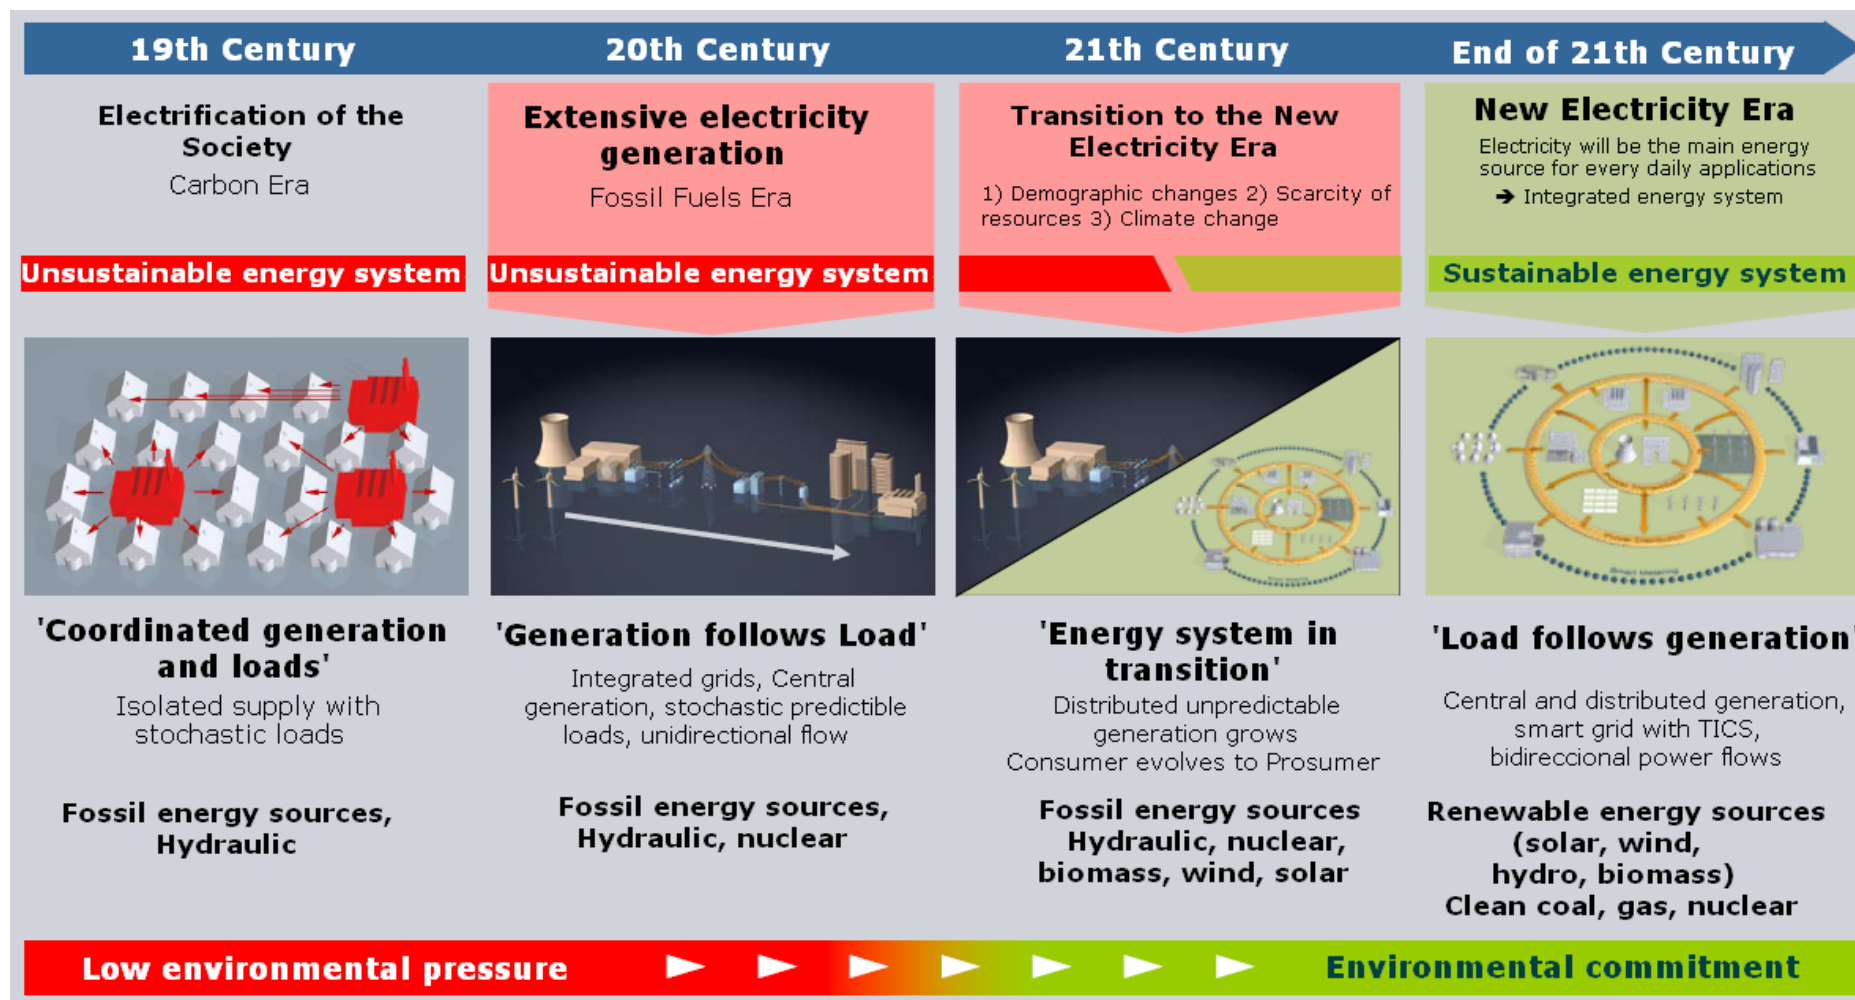 19th Century
20th Century
21th Century
End of 21th Century
Electrification of the
Society
Carbon Era
Unsustainable energy system
Extensive electricity
generation
Fossil Fuels Era
Unsustainable energy system
Transition to the New
Electricity Era
1) Demographic changes 2) Scarcity of
resources 3) Climate change
New Electricity Era
Electricity will be the main energy
source for every daily applications
➔ Integrated energy system
Sustainable energy system
'Coordinated generation
and loads'
Isolated supply with
stochastic loads
Fossil energy sources,
Hydraulic
'Generation follows Load'
Integrated grids, Central
generation, stochastic predictible
loads, unidirectional flow
Fossil energy sources,
Hydraulic, nuclear
'Energy system in
transition'
Distributed unpredictable
generation grows
Consumer evolves to Prosumer
Fossil energy sources
Hydraulic, nuclear,
biomass, wind, solar
Smart Metering
'Load follows generation'
Central and distributed generation,
smart grid with TICS,
bidireccional power flows
Renewable energy sources
(solar, wind,
hydro, biomass)
Clean coal, gas, nuclear
Low environmental pressure
Environmental commitment